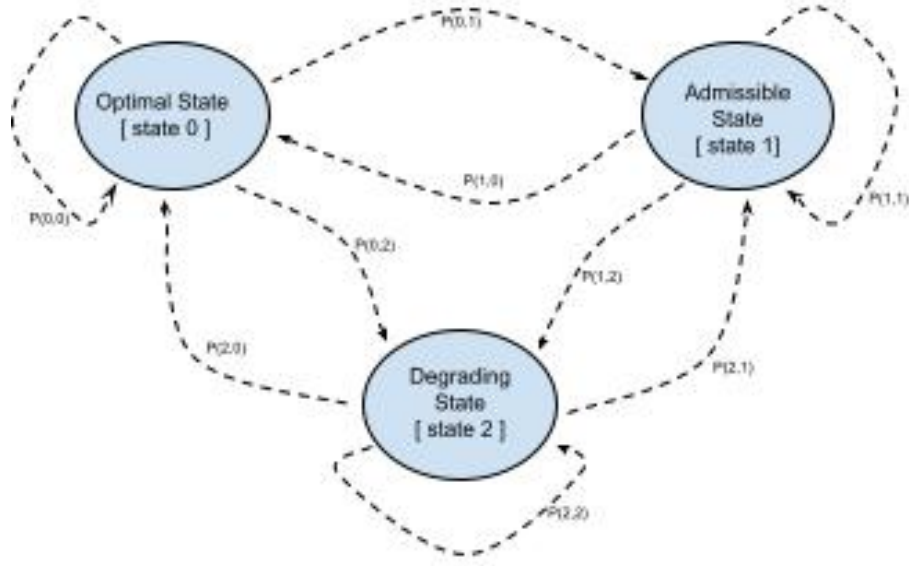 P(0,1)
Optimal State
[ state 0 ]
Admissible
State
[ state 1]
P(1,0)
P(0,0)
P(1,1)
P(0,2)
P(1,2)
P(2,0)
P(2,1)
Degrading
State
[ state 2 ]
P(2,2)